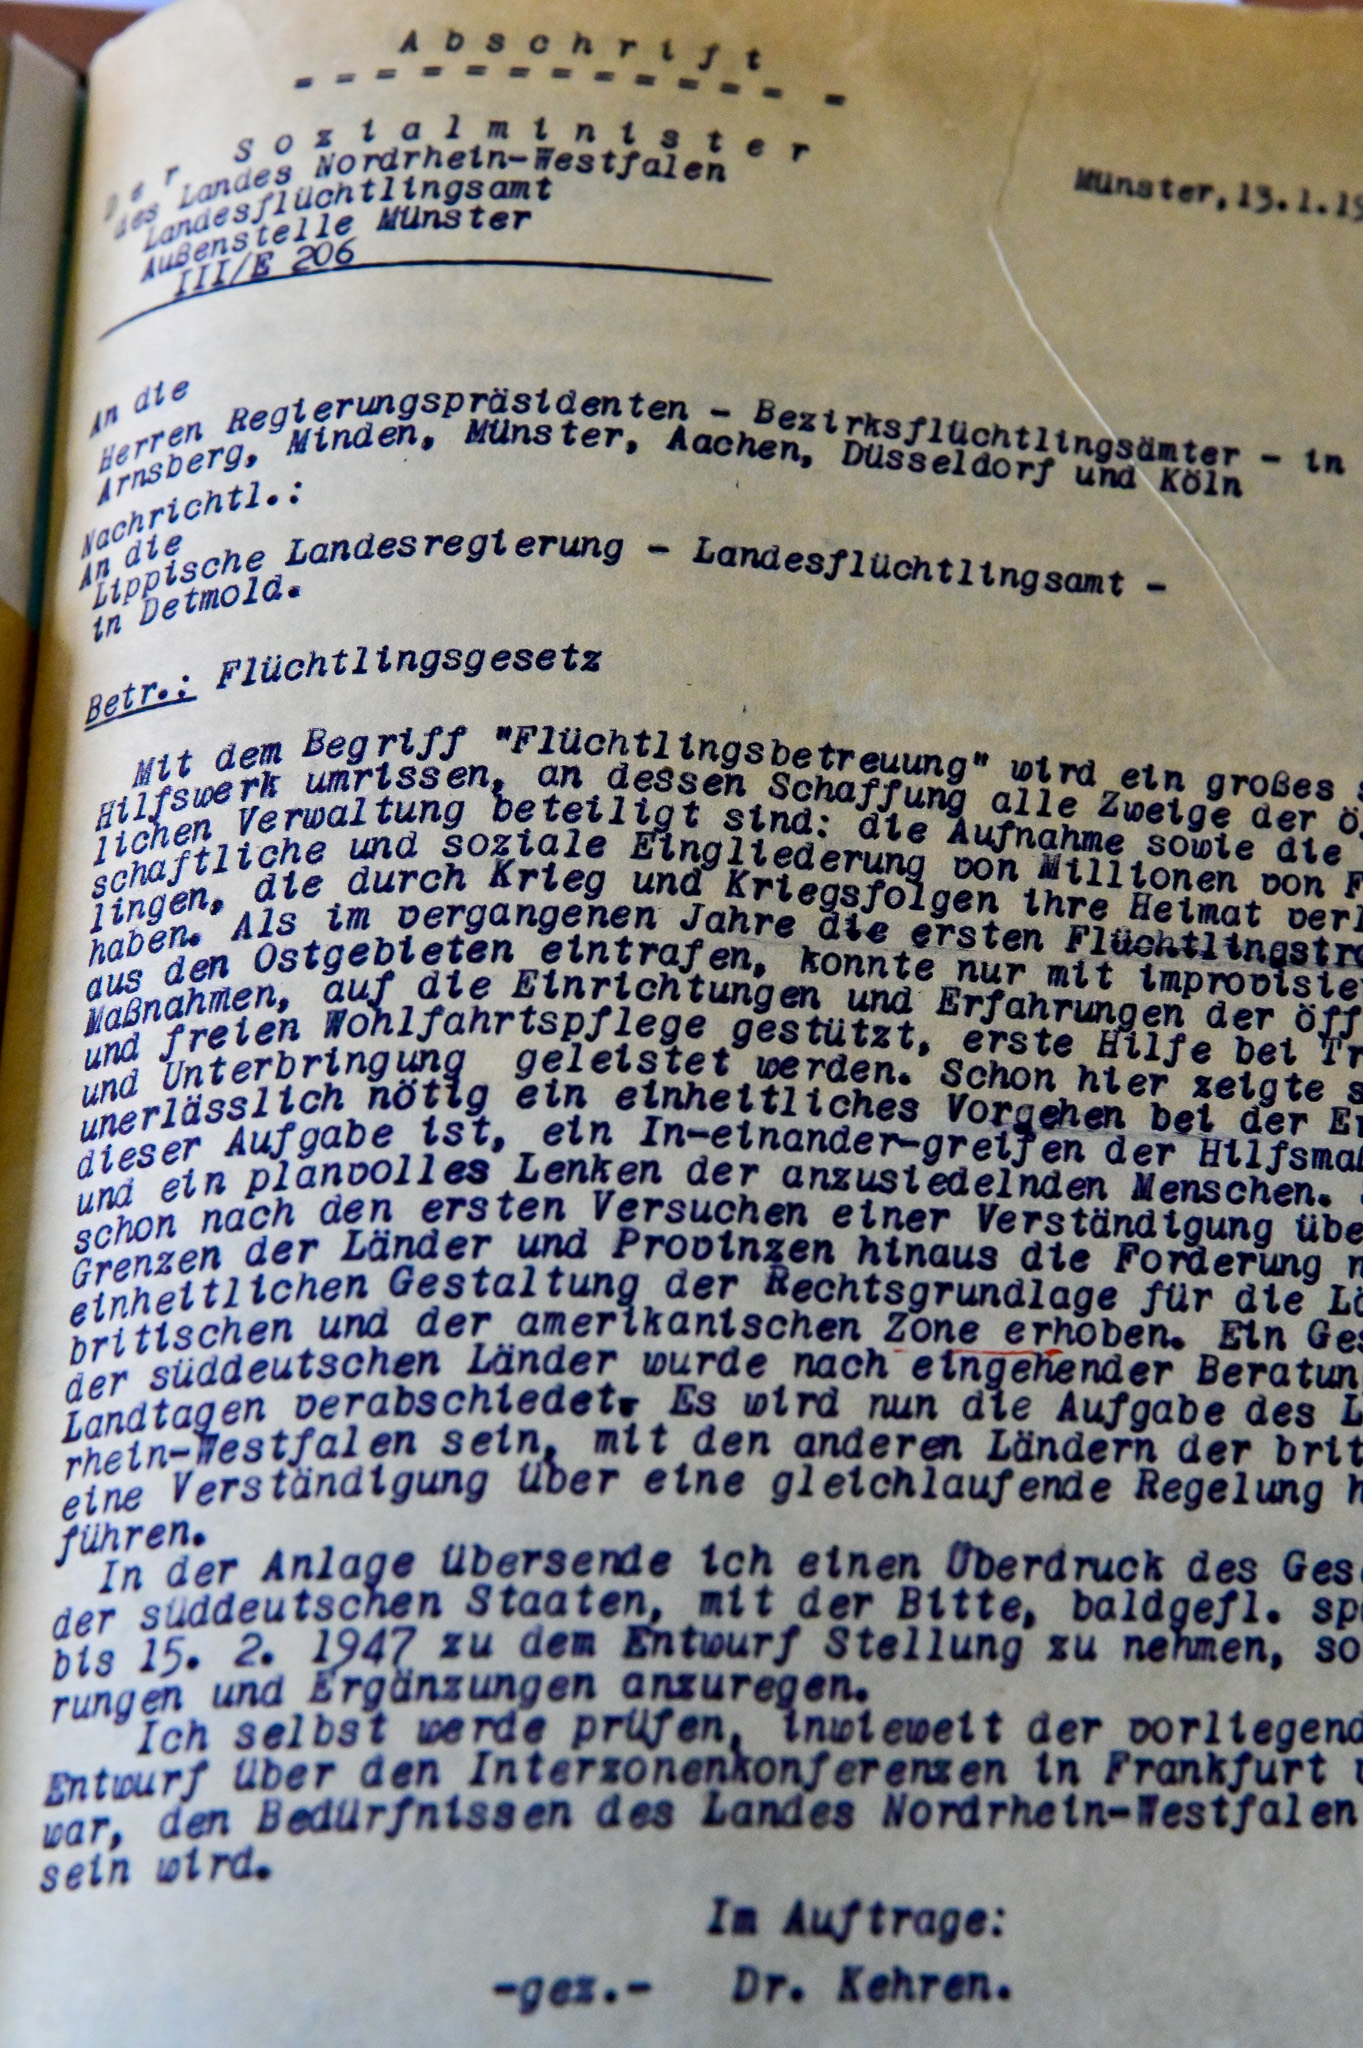 Abschrift
Der Sozialminister
des Landes Nordrhein-Westfalen
Landesflüchtlingsamt
Außenstelle Münster
III/E 206
Münster, 13.1.19
An die
Herren Regierungspräsidenten - Bezirksflüchtlingsämter - in
Arnsberg, Minden, Münster, Aachen, Düsseldorf und Köln
Nachrichtl.:
An die
Lippische Landesregierung - Landesflüchtlingsamt -
in Detmold.
Betr.: Flüchtlingsgesetz
Mit dem Begriff "Flüchtlingsbetreuung" wird ein großes
Hilfswerk umrissen, an dessen Schaffung alle Zweige der ö
lichen Verwaltung beteiligt sind: die Aufnahme sowie die
schaftliche und soziale Eingliederung von Millionen von F
lingen, die durch Krieg und Kriegsfolgen ihre Heimat verl
haben. Als im vergangenen Jahre die ersten Flüchtlingstr
aus den Ostgebieten eintrafen, konnte nur mit improvisie
Maßnahmen, auf die Einrichtungen und Erfahrungen der öff
und freien Wohlfahrtspflege gestützt, erste Hilfe bei Tr
und Unterbringung geleistet werden. Schon hier zeigte s
unerlässlich nötig ein einheitliches Vorgehen bei der E
dieser Aufgabe ist, ein In-einander-greifen der Hilfsma
und ein planvolles Lenken der anzusiedelnden Menschen.
schon nach den ersten Versuchen einer Verständigung übe
Grenzen der Länder und Provinzen hinaus die Forderung n
einheitlichen Gestaltung der Rechtsgrundlage für die Lä
britischen und der amerikanischen Zone erhoben. Ein Ges
der süddeutschen Länder wurde nach eingehender Beratun
Landtagen verabschiedet. Es wird nun die Aufgabe des L
rhein-Westfalen sein, mit den anderen Ländern der brit
eine Verständigung über eine gleichlaufende Regelung h
führen.
In der Anlage übersende ich einen Überdruck des Ges
der süddeutschen Staaten, mit der Bitte, baldgefl. sp
bis 15. 2. 1947 zu dem Entwurf Stellung zu nehmen, so
rungen und Ergänzungen anzuregen.
Ich selbst werde prüfen, inwieweit der vorliegend
Entwurf über den Interzonenkonferenzen in Frankfurt
war, den Bedürfnissen des Landes Nordrhein-Westfalen
sein wird.
Im Auftrage:
-gez.- Dr. Kehren.